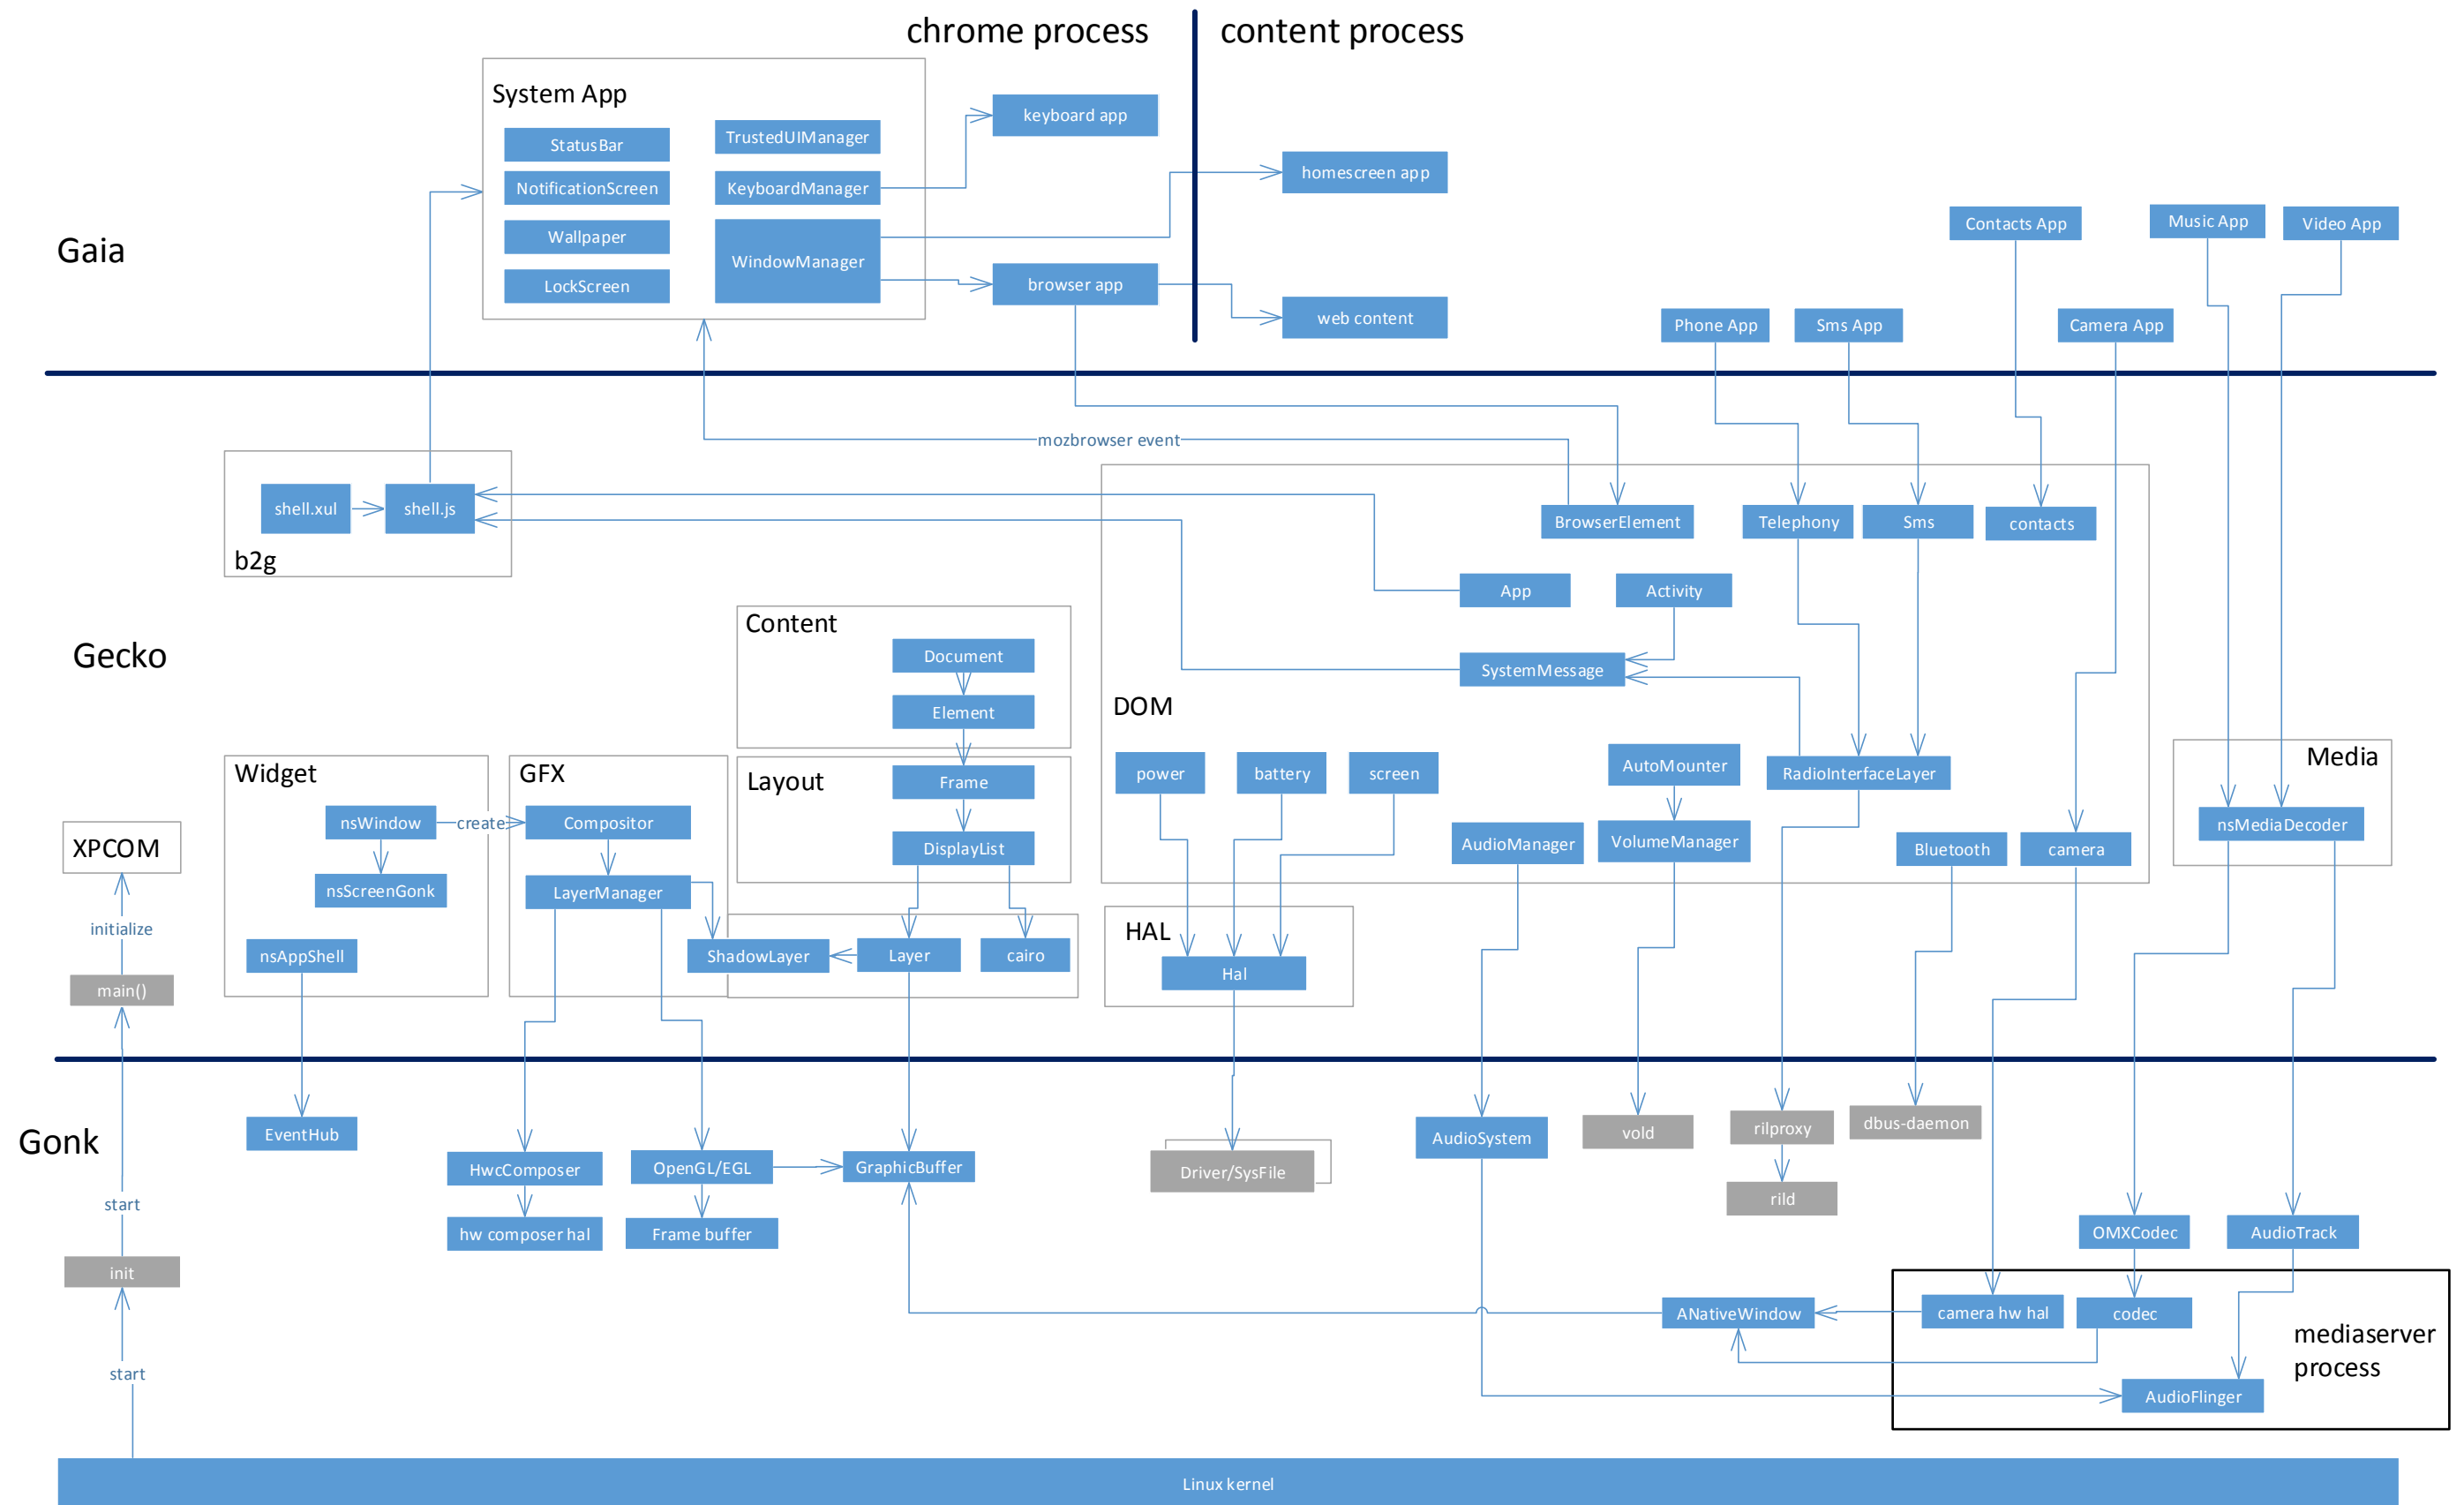 chrome process
content process
System App
StatusBar
NotificationScreen
Wallpaper
LockScreen
TrustedUIManager
KeyboardManager
WindowManager
keyboard app
browser app
homescreen app
web content
Gaia
Phone App
Sms App
Contacts App
Camera App
Music App
Video App
mozbrowser event
shell.xul
shell.js
b2g
BrowserElement
Telephony
Sms
contacts
App
Activity
SystemMessage
DOM
Gecko
Content
Document
Element
Widget
nsWindow
create
nsScreenGonk
nsAppShell
GFX
Compositor
LayerManager
ShadowLayer
Layout
Frame
DisplayList
Layer
cairo
power
battery
screen
AutoMounter
RadioInterfaceLayer
AudioManager
VolumeManager
Bluetooth
camera
Media
nsMediaDecoder
XPCOM
initialize
main()
HAL
Hal
Gonk
EventHub
HwcComposer
hw composer hal
OpenGL/EGL
Frame buffer
GraphicBuffer
Driver/SysFile
AudioSystem
vold
rilproxy
rild
dbus-daemon
OMXCodec
AudioTrack
start
init
start
ANativeWindow
camera hw hal
codec
mediaserver
process
AudioFlinger
Linux kernel